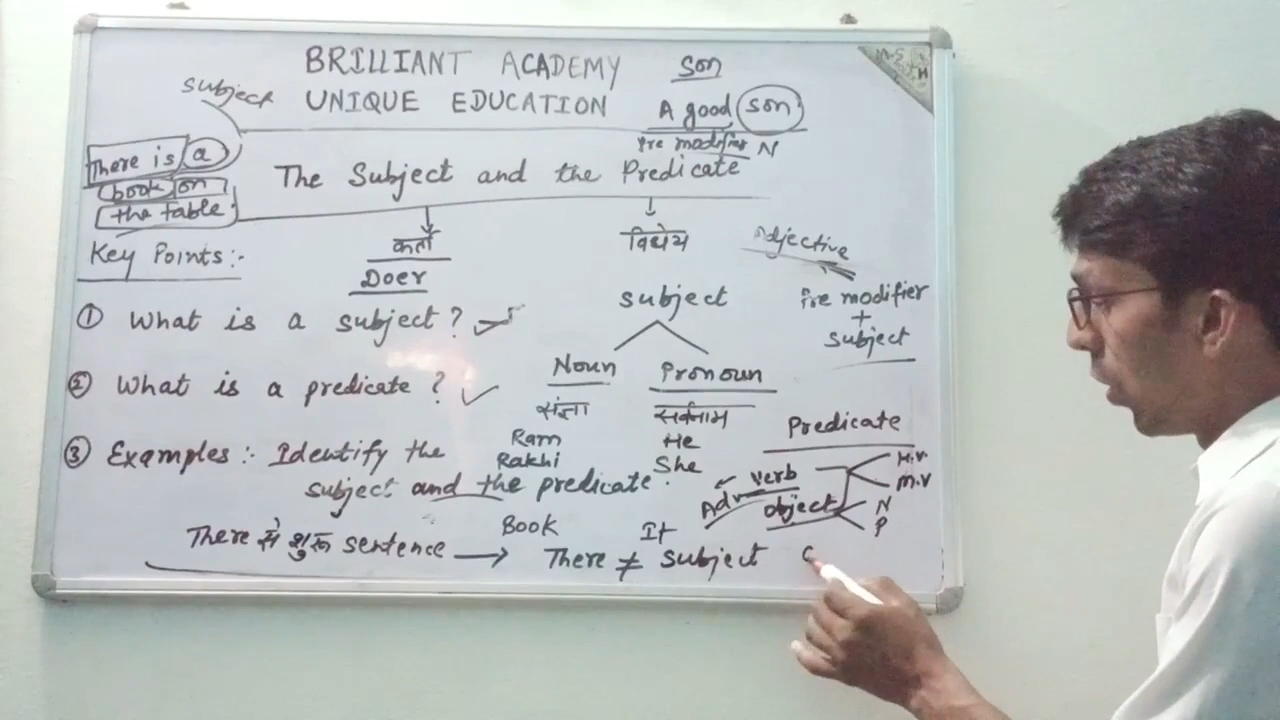 BRILLIANT ACADEMY
UNIQUE EDUCATION
Son
A good son
Pre modifier N
subject
There is a
book on
the table
The Subject and the Predicate
कर्ता
Doer
विधेय
Adjective
Key Points:-
① What is a subject?
② What is a predicate?
③ Examples:- Identify the
subject and the predicate.
subject
Noun
संज्ञा
Ram
Rakhi
Book
Pronoun
सर्वनाम
He
She
It
Pre modifier
+
subject
Predicate
verb
H.V.
M.V
Adv
object
N
P
There से शुरू sentence → There ≠ subject